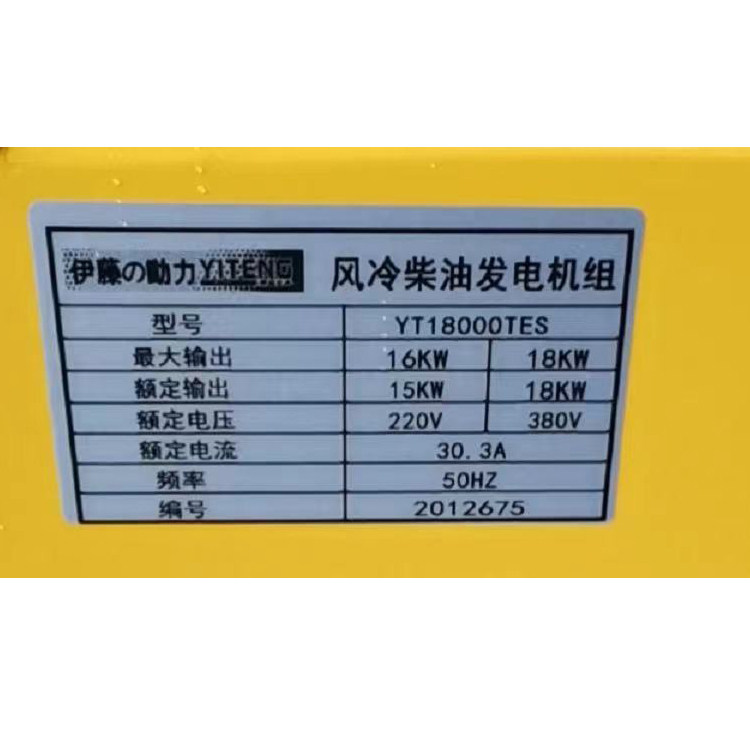 伊藤の動力YITENG 风冷柴油发电机组
型号 YT18000TES
最大输出 16KW 18KW
额定输出 15KW 18KW
额定电压 220V 380V
额定电流 30.3A
频率 50HZ
编号 2012675